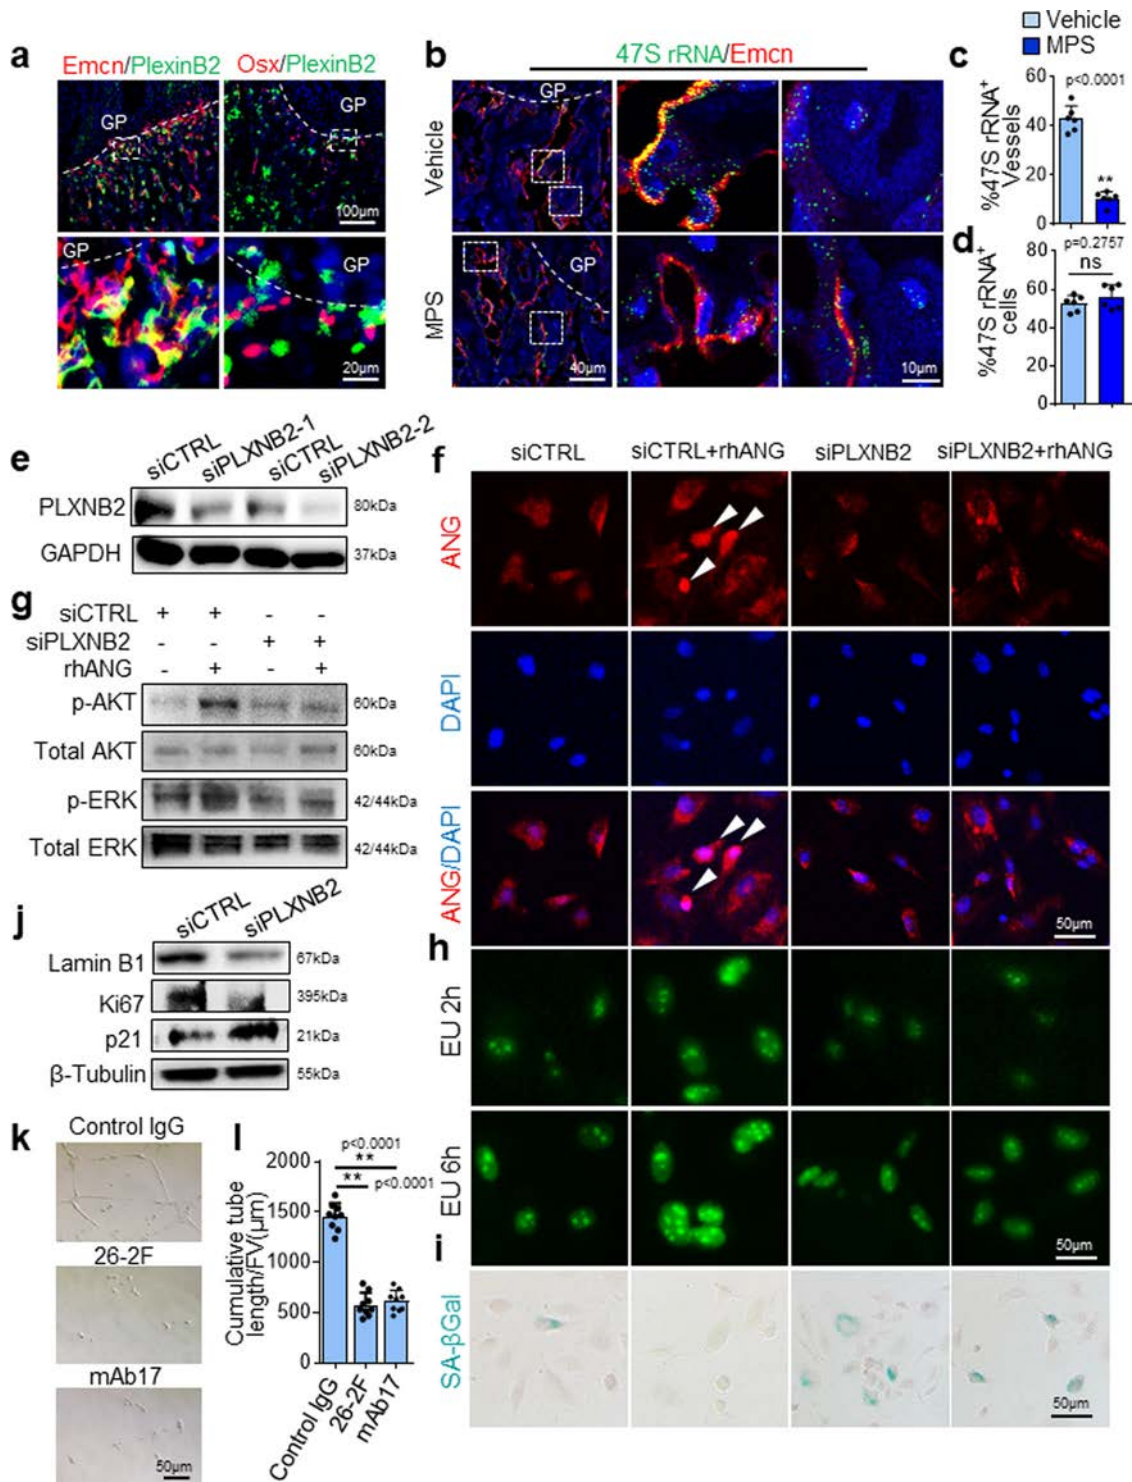 Vehicle
MPS
a
Emcn/PlexinB2
Osx/PlexinB2
GP
GP
100µm
GP
GP
20µm
b
47S rRNA/Emcn
Vehicle
MPS
GP
GP
40µm
10µm
c
%47S rRNA+
Vessels
60
40
20
0
p<0.0001
**
d
%47S rRNA+
cells
80
60
40
20
0
p=0.2757
ns
e
siCTRL
siPLXNB2-1
siCTRL
siPLXNB2-2
PLXNB2
80kDa
GAPDH
37kDa
f
siCTRL
siCTRL+rhANG
siPLXNB2
siPLXNB2+rhANG
ANG
DAPI
ANG/DAPI
50µm
g
siCTRL + + - -
siPLXNB2 - - + +
rhANG - + - +
p-AKT
60kDa
Total AKT
60kDa
p-ERK
42/44kDa
Total ERK
42/44kDa
h
EU 2h
EU 6h
50µm
i
SA-βGal
50µm
j
siCTRL
siPLXNB2
Lamin B1
67kDa
Ki67
395kDa
p21
21kDa
β-Tubulin
55kDa
k
Control IgG
26-2F
mAb17
50µm
l
Cumulative tube
length/FV(µm)
2000
1500
1000
500
0
p<0.0001
**
** p<0.0001
Control IgG
26-2F
mAb17